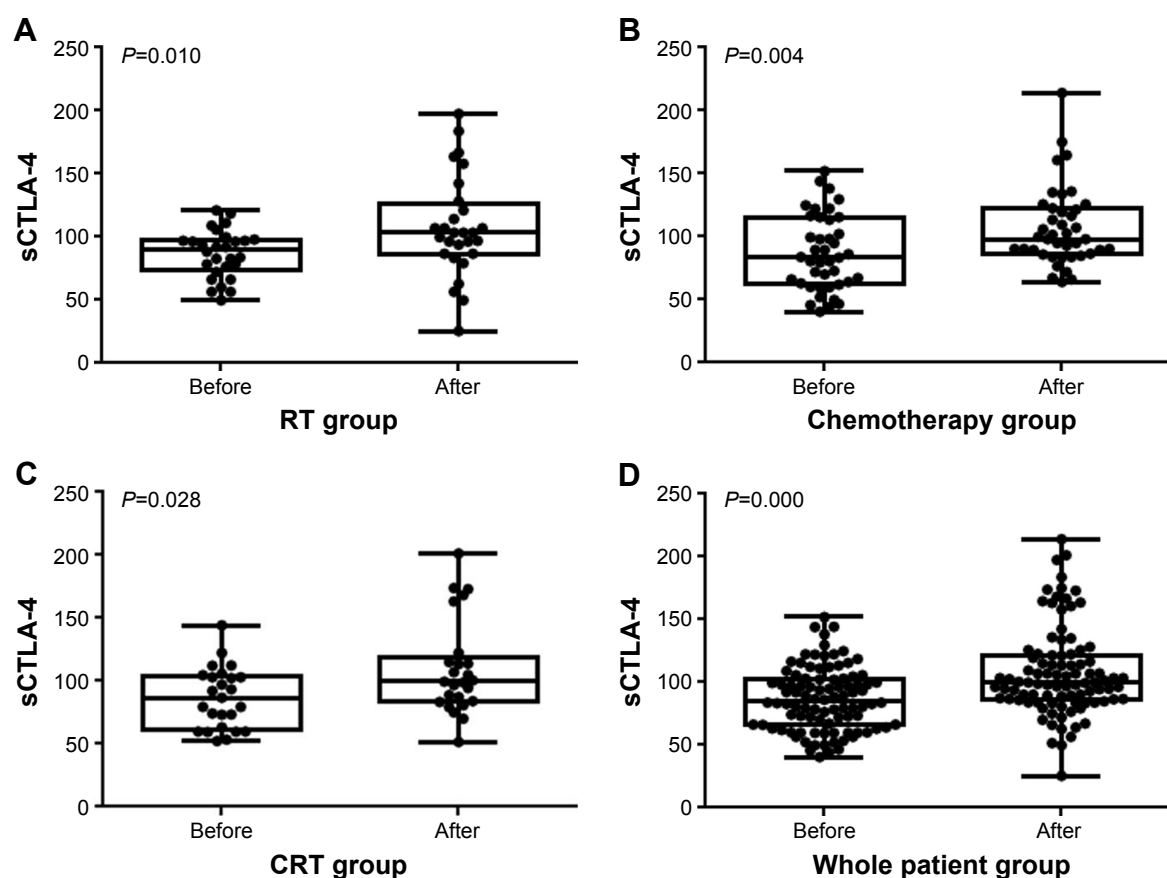 A
P=0.010
sCTLA-4
250
200
150
100
50
0
Before
After
RT group
B
P=0.004
sCTLA-4
250
200
150
100
50
0
Before
After
Chemotherapy group
C
P=0.028
sCTLA-4
250
200
150
100
50
0
Before
After
CRT group
D
P=0.000
sCTLA-4
250
200
150
100
50
0
Before
After
Whole patient group